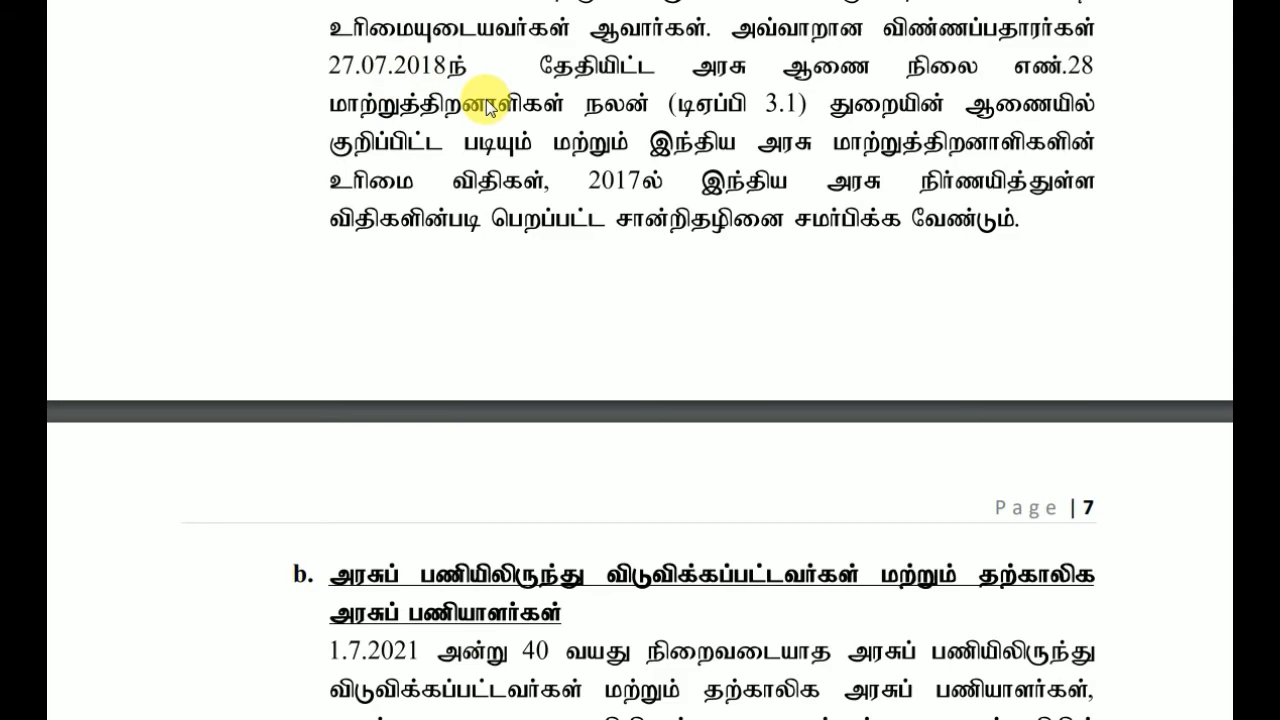 உரிமையுடையவர்கள் ஆவார்கள். அவ்வாறான விண்ணப்பதாரர்கள்
27.07.2018ந் தேதியிட்ட அரசு ஆணை நிலை எண்.28
மாற்றுத்திறனாளிகள் நலன் (டிஏப்பி 3.1) துறையின் ஆணையில்
குறிப்பிட்ட படியும் மற்றும் இந்திய அரசு மாற்றுத்திறனாளிகளின்
உரிமை விதிகள், 2017ல் இந்திய அரசு நிர்ணயித்துள்ள
விதிகளின்படி பெறப்பட்ட சான்றிதழினை சமர்பிக்க வேண்டும்.
Page | 7
b. அரசுப் பணியிலிருந்து விடுவிக்கப்பட்டவர்கள் மற்றும் தற்காலிக
அரசுப் பணியாளர்கள்
1.7.2021 அன்று 40 வயது நிறைவடையாத அரசுப் பணியிலிருந்து
விடுவிக்கப்பட்டவர்கள் மற்றும் தற்காலிக அரசுப் பணியாளர்கள்,